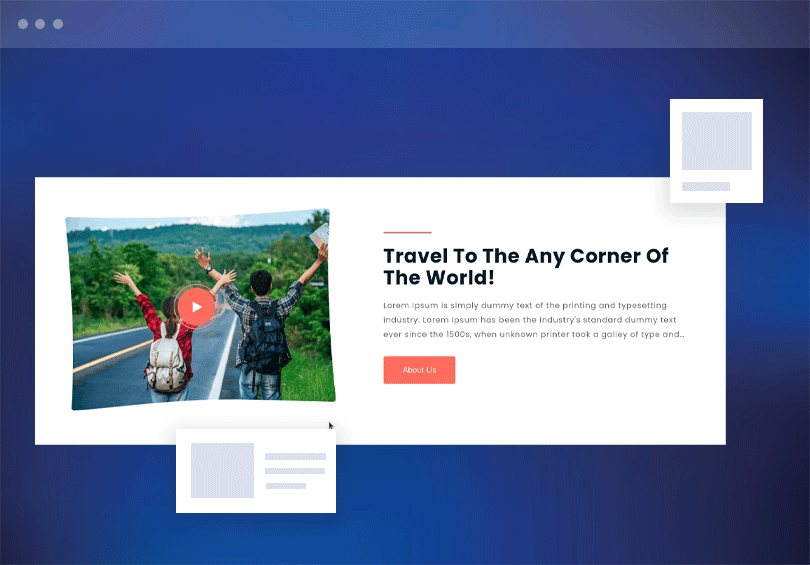 Travel To The Any Corner Of
The World!
Lorem Ipsum is simply dummy text of the printing and typesetting
industry. Lorem Ipsum has been the industry's standard dummy text
ever since the 1500s, when unknown printer took a galley of type and...
About Us